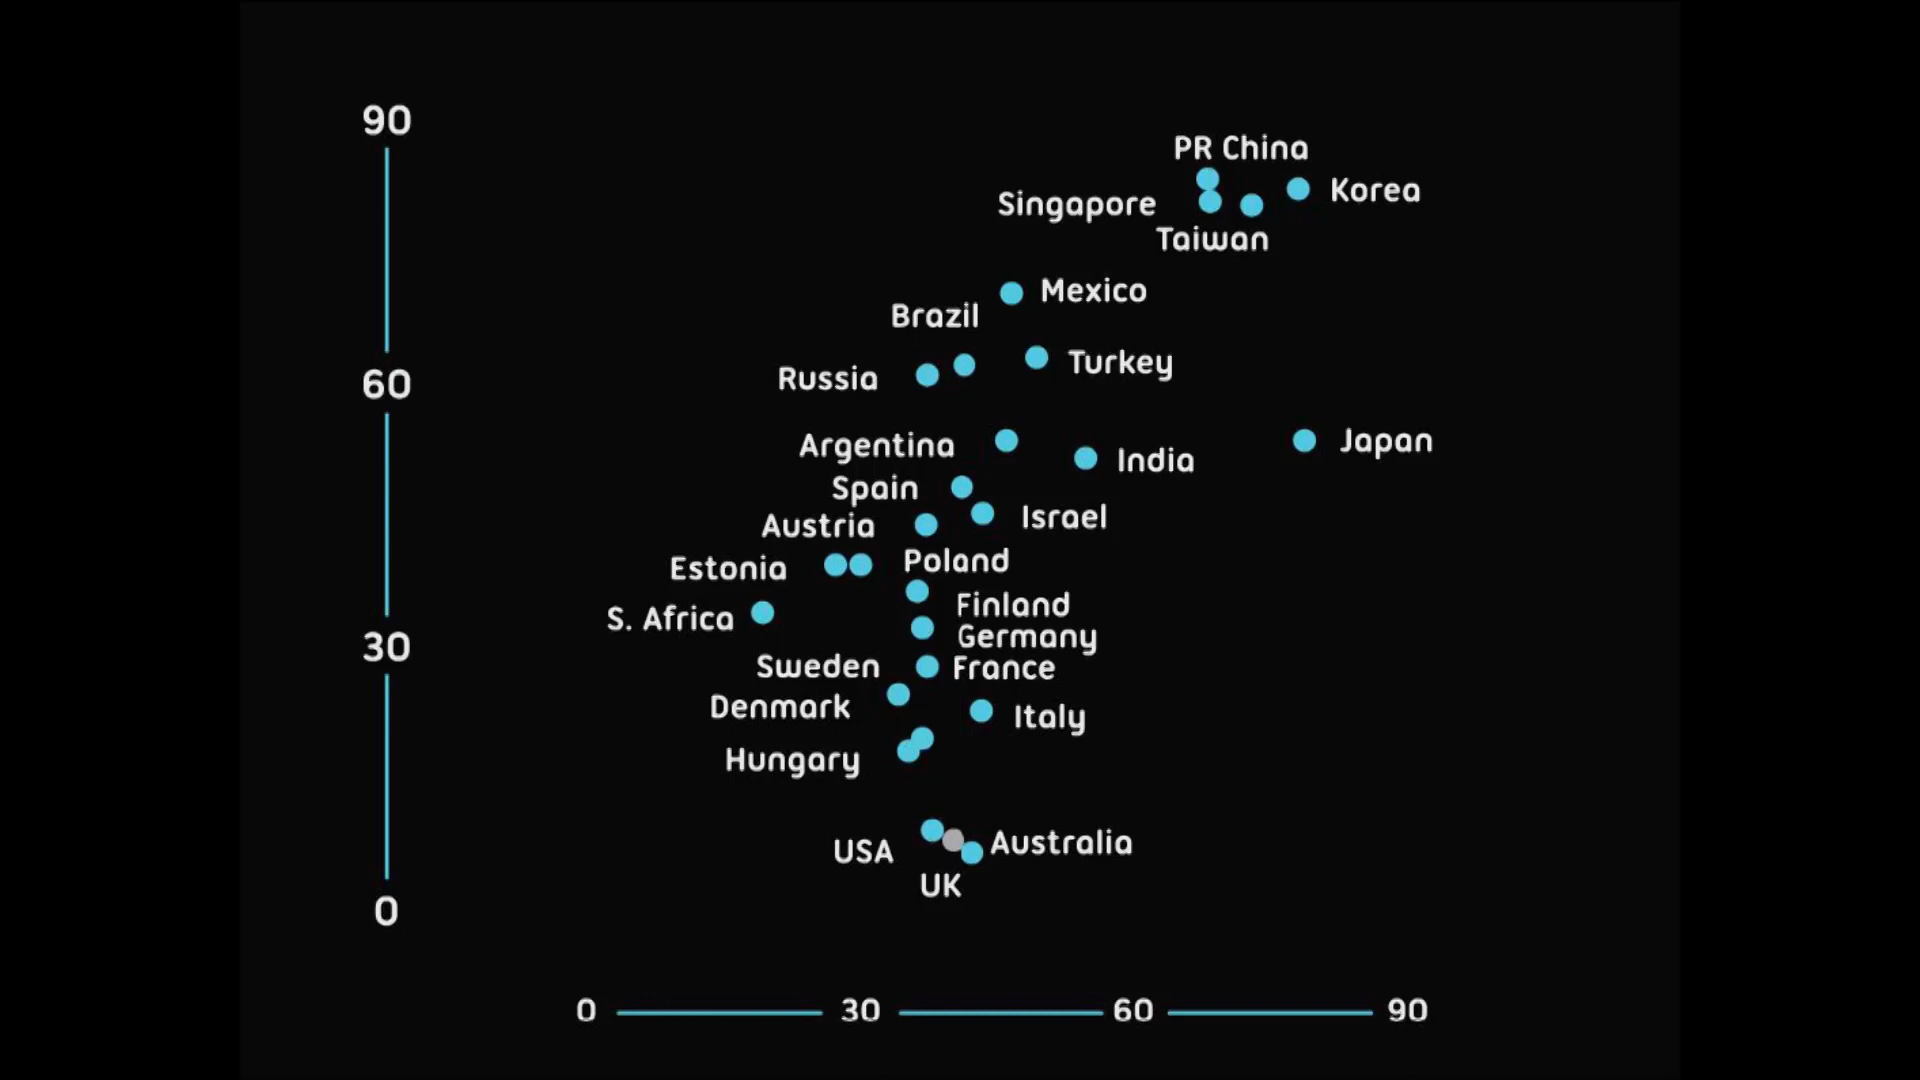 90
PR China
Singapore
Korea
Taiwan
Mexico
Brazil
Turkey
Russia
60
Argentina
Japan
India
Spain
Israel
Austria
Poland
Estonia
Finland
S. Africa
Germany
30
Sweden
France
Denmark
Italy
Hungary
USA
Australia
UK
0
0
30
60
90